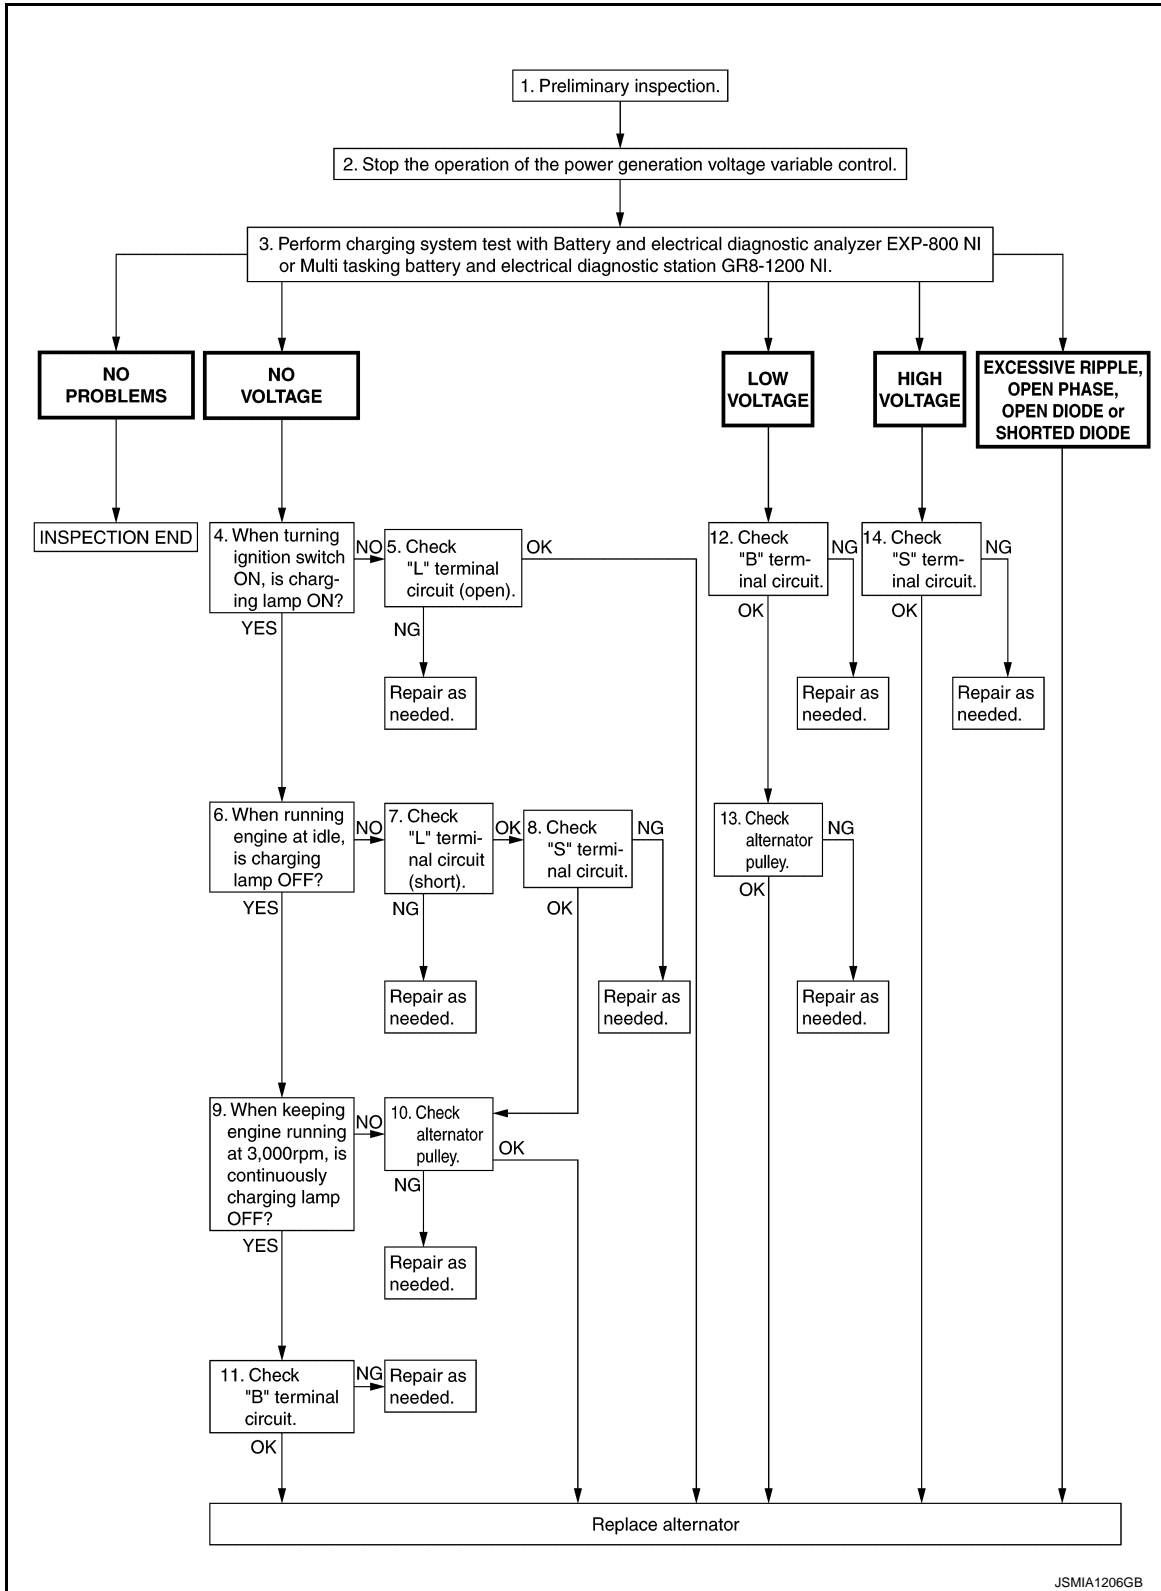 1. Preliminary inspection.
2. Stop the operation of the power generation voltage variable control.
3. Perform charging system test with Battery and electrical diagnostic analyzer EXP-800 NI
or Multi tasking battery and electrical diagnostic station GR8-1200 NI.
NO
PROBLEMS
NO
VOLTAGE
LOW
VOLTAGE
HIGH
VOLTAGE
EXCESSIVE RIPPLE,
OPEN PHASE,
OPEN DIODE or
SHORTED DIODE
INSPECTION END
4. When turning
ignition switch
ON, is charg-
ing lamp ON?
NO
YES
5. Check
"L" terminal
circuit (open).
OK
NG
Repair as
needed.
12. Check
"B" term-
inal circuit.
NG
OK
Repair as
needed.
14. Check
"S" term-
inal circuit.
NG
OK
Repair as
needed.
6. When running
engine at idle,
is charging
lamp OFF?
NO
YES
7. Check
"L" termi-
nal circuit
(short).
OK
NG
Repair as
needed.
8. Check
"S" termi-
nal circuit.
NG
OK
Repair as
needed.
13. Check
alternator
pulley.
NG
OK
Repair as
needed.
9. When keeping
engine running
at 3,000rpm, is
continuously
charging lamp
OFF?
NO
YES
10. Check
alternator
pulley.
OK
NG
Repair as
needed.
11. Check
"B" terminal
circuit.
NG
OK
Repair as
needed.
Replace alternator
JSMIA1206GB